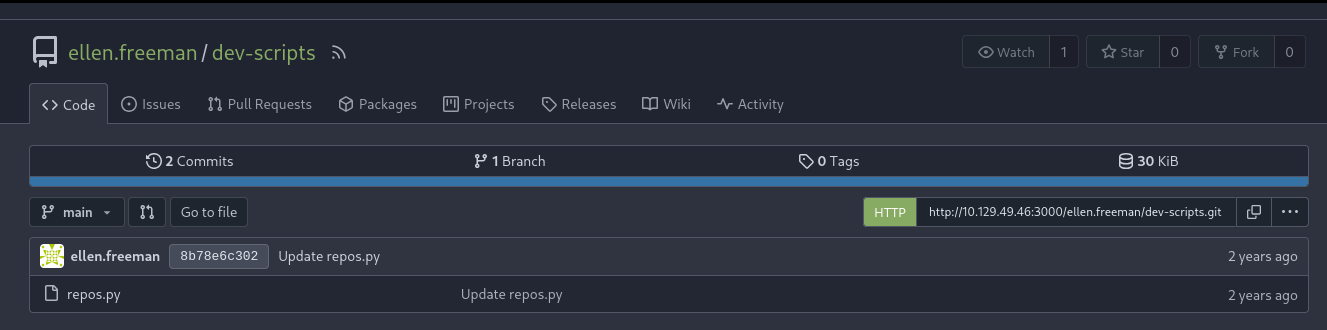 ellen.freeman / dev-scripts Watch 1 Star 0 Fork 0
Code Issues Pull Requests Packages Projects Releases Wiki Activity
2 Commits 1 Branch 0 Tags 30 KiB
main Go to file HTTP http://10.129.49.46:3000/ellen.freeman/dev-scripts.git
ellen.freeman 8b78e6c302 Update repos.py 2 years ago
repos.py Update repos.py 2 years ago